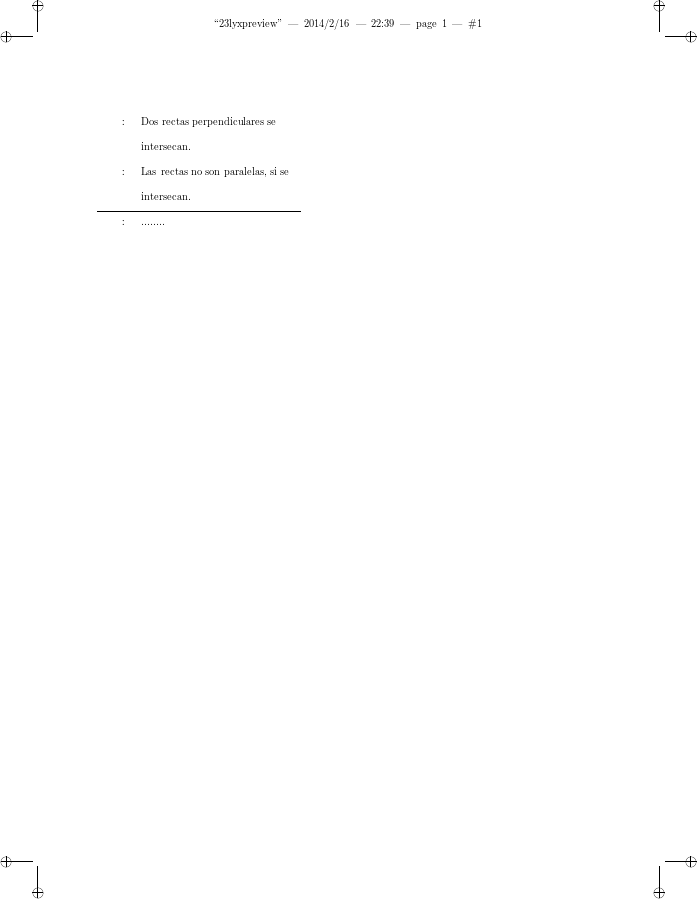 “23lyxpreview” — 2014/2/16 — 22:39 — page 1 — #1
: Dos rectas perpendiculares se
intersecan.
: Las rectas no son paralelas, si se
intersecan.
: ........